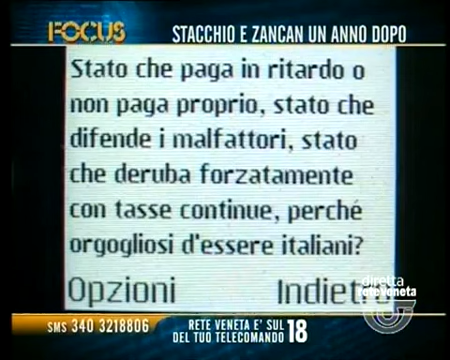 FOCUS
STACCHIO E ZANCAN UN ANNO DOPO
Stato che paga in ritardo o
non paga proprio, stato che
difende i malfattori, stato
che deruba forzatamente
con tasse continue, perché
orgogliosi d'essere italiani?
Opzioni
diretta
reteveneta
SMS 340 3218806
RETE VENETA E' SUL
DEL TUO TELECOMANDO 18